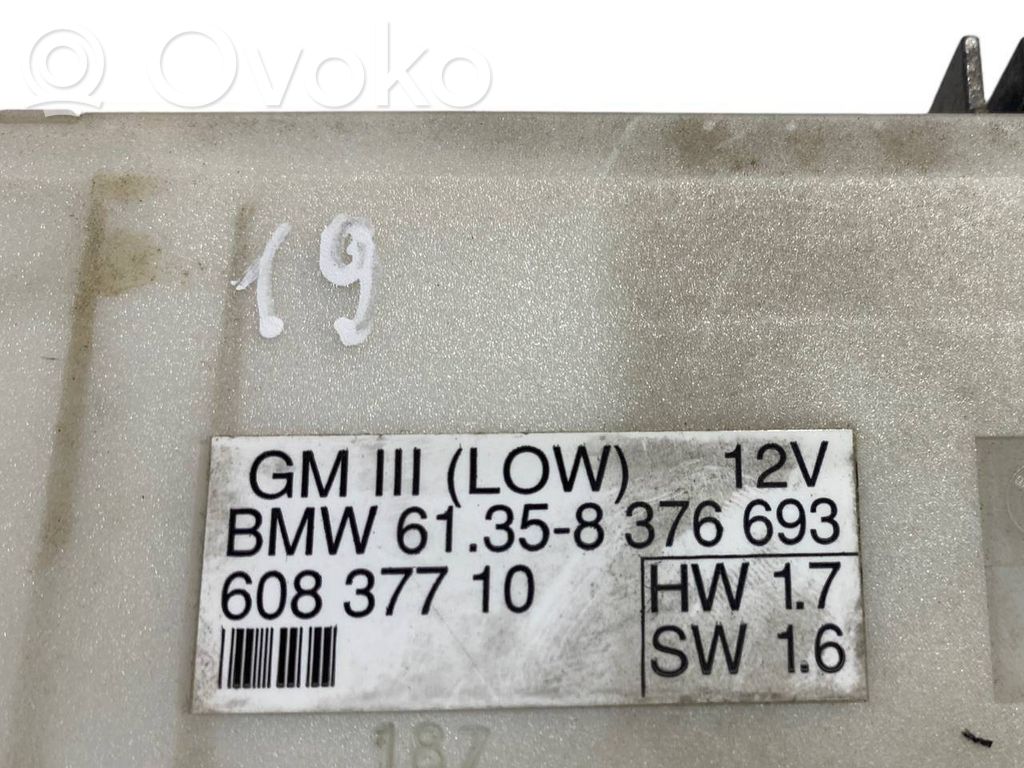 Ovoko
19
GM III (LOW) 12V
BMW 61.35-8 376 693
608 377 10
HW 1.7
SW 1.6
187